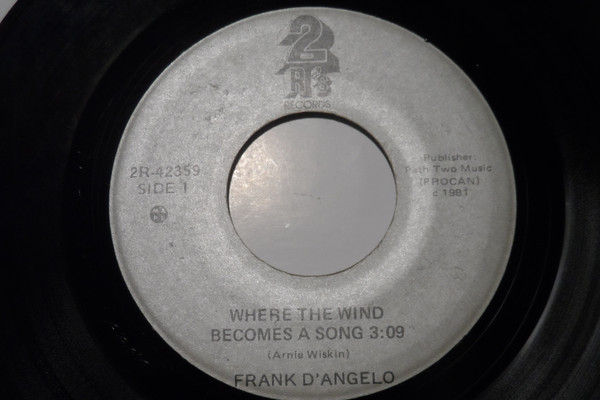 2
R's
RECORDS
2R-42359
SIDE 1
Publisher:
Path Two Music
(PROCAN)
c 1981
WHERE THE WIND
BECOMES A SONG 3:09
(Arnie Wiskin)
FRANK D'ANGELO